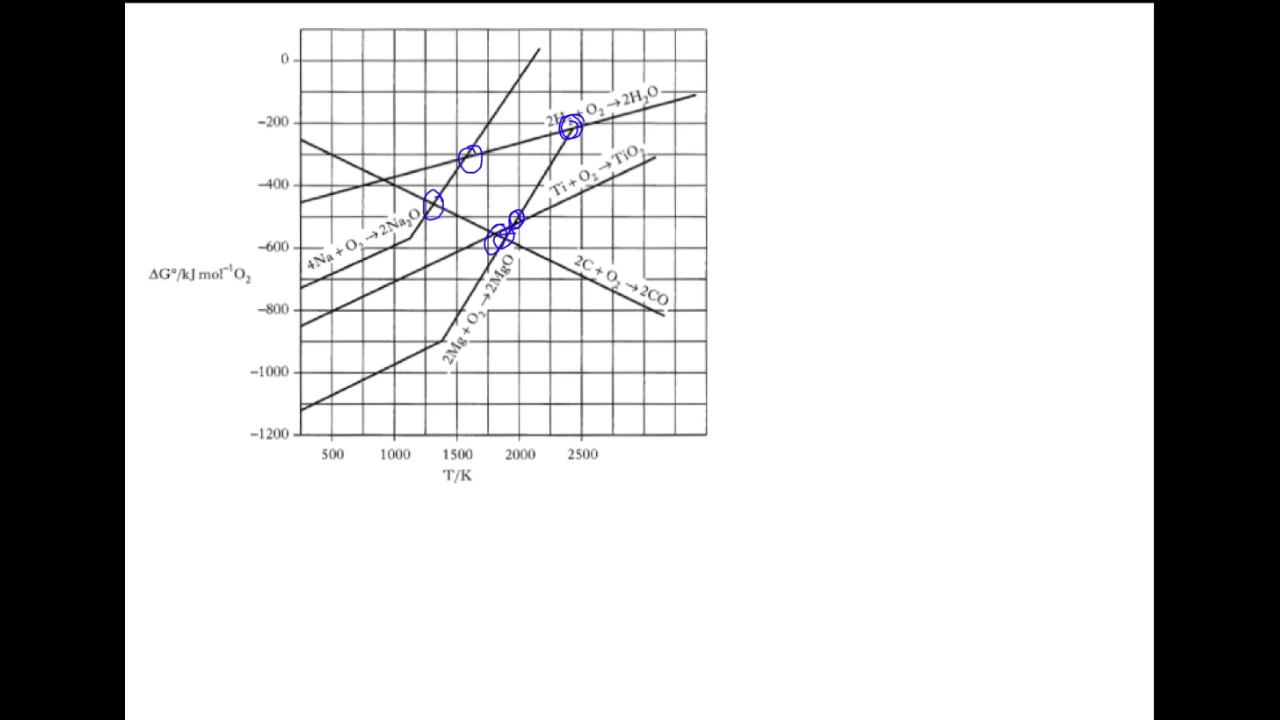 0
2H₂ + O₂ → 2H₂O
−200
Ti + O₂ → TiO₂
−400
4Na + O₂ → 2Na₂O
−600
2C + O₂ → 2CO
ΔG°/kJ mol⁻¹O₂
2Mg + O₂ → 2MgO
−800
−1000
−1200
500 1000 1500 2000 2500
T/K